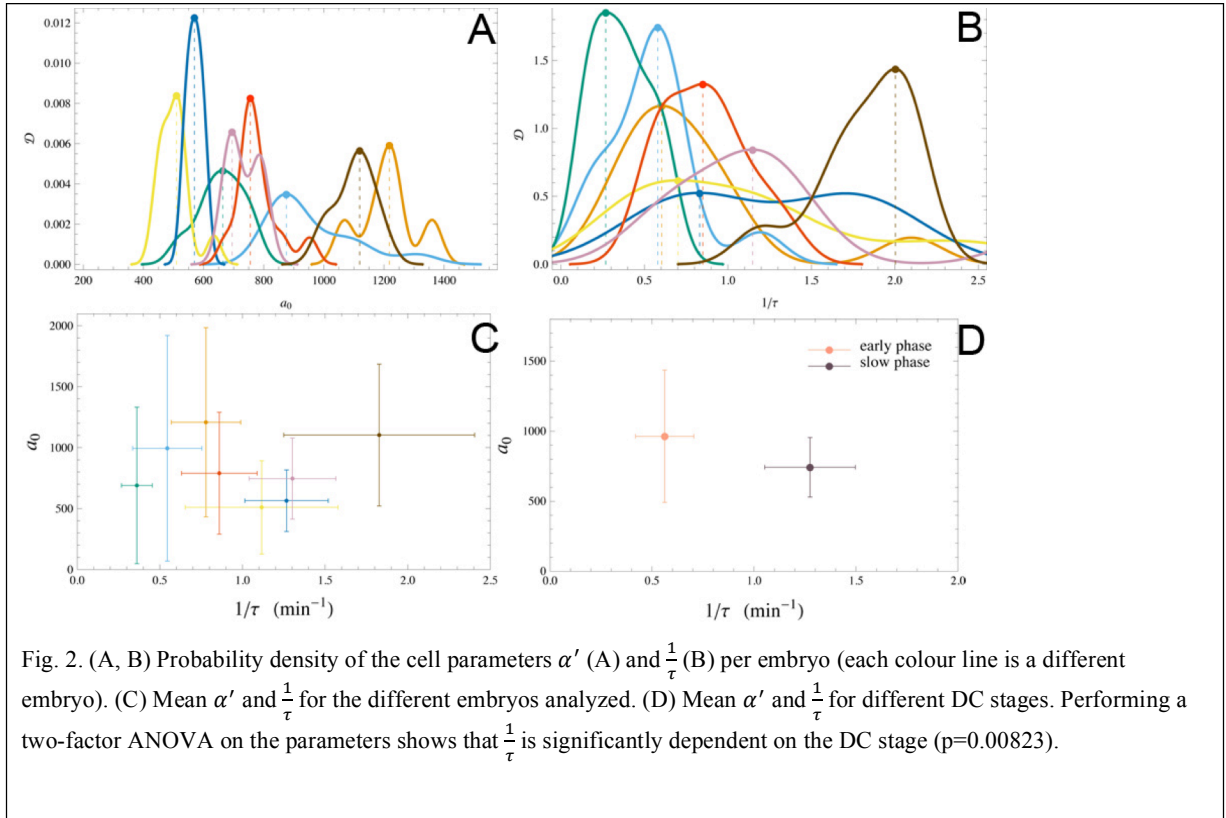 A
0.012
0.010
0.008
0.006
0.004
0.002
0.000
𝒟
200 400 600 800 1000 1200 1400
a₀
B
1.5
1.0
0.5
0.0
𝒟
0.0 0.5 1.0 1.5 2.0 2.5
1/τ
C
2000
1500
1000
500
0
a₀
0.0 0.5 1.0 1.5 2.0 2.5
1/τ (min⁻¹)
D
early phase
slow phase
1500
1000
500
0
a₀
0.0 0.5 1.0 1.5 2.0
1/τ (min⁻¹)
Fig. 2. (A, B) Probability density of the cell parameters α′ (A) and 1/τ (B) per embryo (each colour line is a different
embryo). (C) Mean α′ and 1/τ for the different embryos analyzed. (D) Mean α′ and 1/τ for different DC stages. Performing a
two-factor ANOVA on the parameters shows that 1/τ is significantly dependent on the DC stage (p=0.00823).